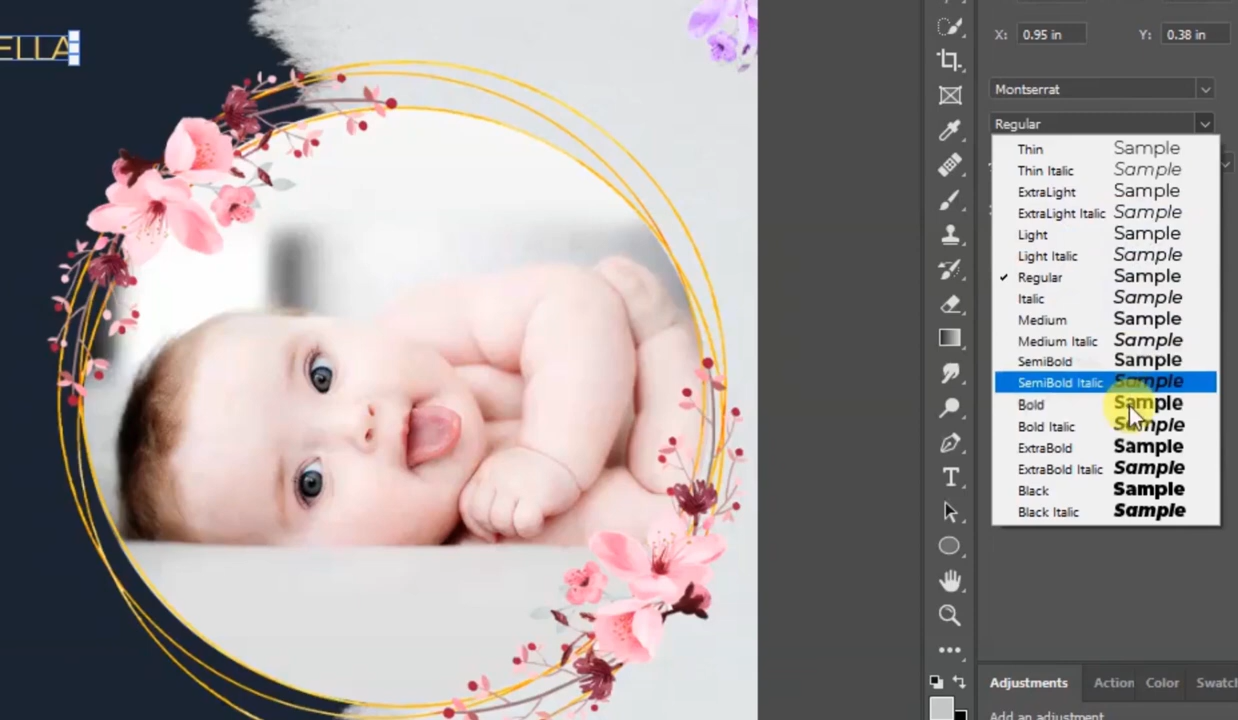 X: 0.95 in Y: 0.38 in
ELLA
Montserrat
Regular
Thin Sample
Thin Italic Sample
ExtraLight Sample
ExtraLight Italic Sample
Light Sample
Light Italic Sample
Regular Sample
Italic Sample
Medium Sample
Medium Italic Sample
SemiBold Sample
SemiBold Italic Sample
Bold Sample
Bold Italic Sample
ExtraBold Sample
ExtraBold Italic Sample
Black Sample
Black Italic Sample
Adjustments Action Color Swatch
Add an adjustment